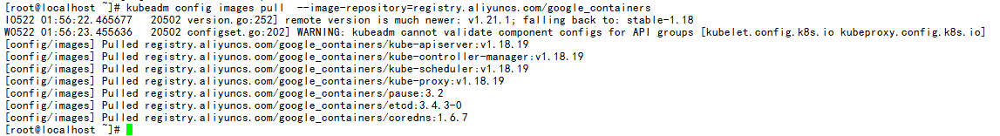 [root@localhost ~]# kubeadm config images pull  --image-repository=registry.aliyuncs.com/google_containers
I0522 01:56:22.465677   20502 version.go:252] remote version is much newer: v1.21.1; falling back to: stable-1.18
W0522 01:56:23.455636   20502 configset.go:202] WARNING: kubeadm cannot validate component configs for API groups [kubelet.config.k8s.io kubeproxy.config.k8s.io]
[config/images] Pulled registry.aliyuncs.com/google_containers/kube-apiserver:v1.18.19
[config/images] Pulled registry.aliyuncs.com/google_containers/kube-controller-manager:v1.18.19
[config/images] Pulled registry.aliyuncs.com/google_containers/kube-scheduler:v1.18.19
[config/images] Pulled registry.aliyuncs.com/google_containers/kube-proxy:v1.18.19
[config/images] Pulled registry.aliyuncs.com/google_containers/pause:3.2
[config/images] Pulled registry.aliyuncs.com/google_containers/etcd:3.4.3-0
[config/images] Pulled registry.aliyuncs.com/google_containers/coredns:1.6.7
[root@localhost ~]#